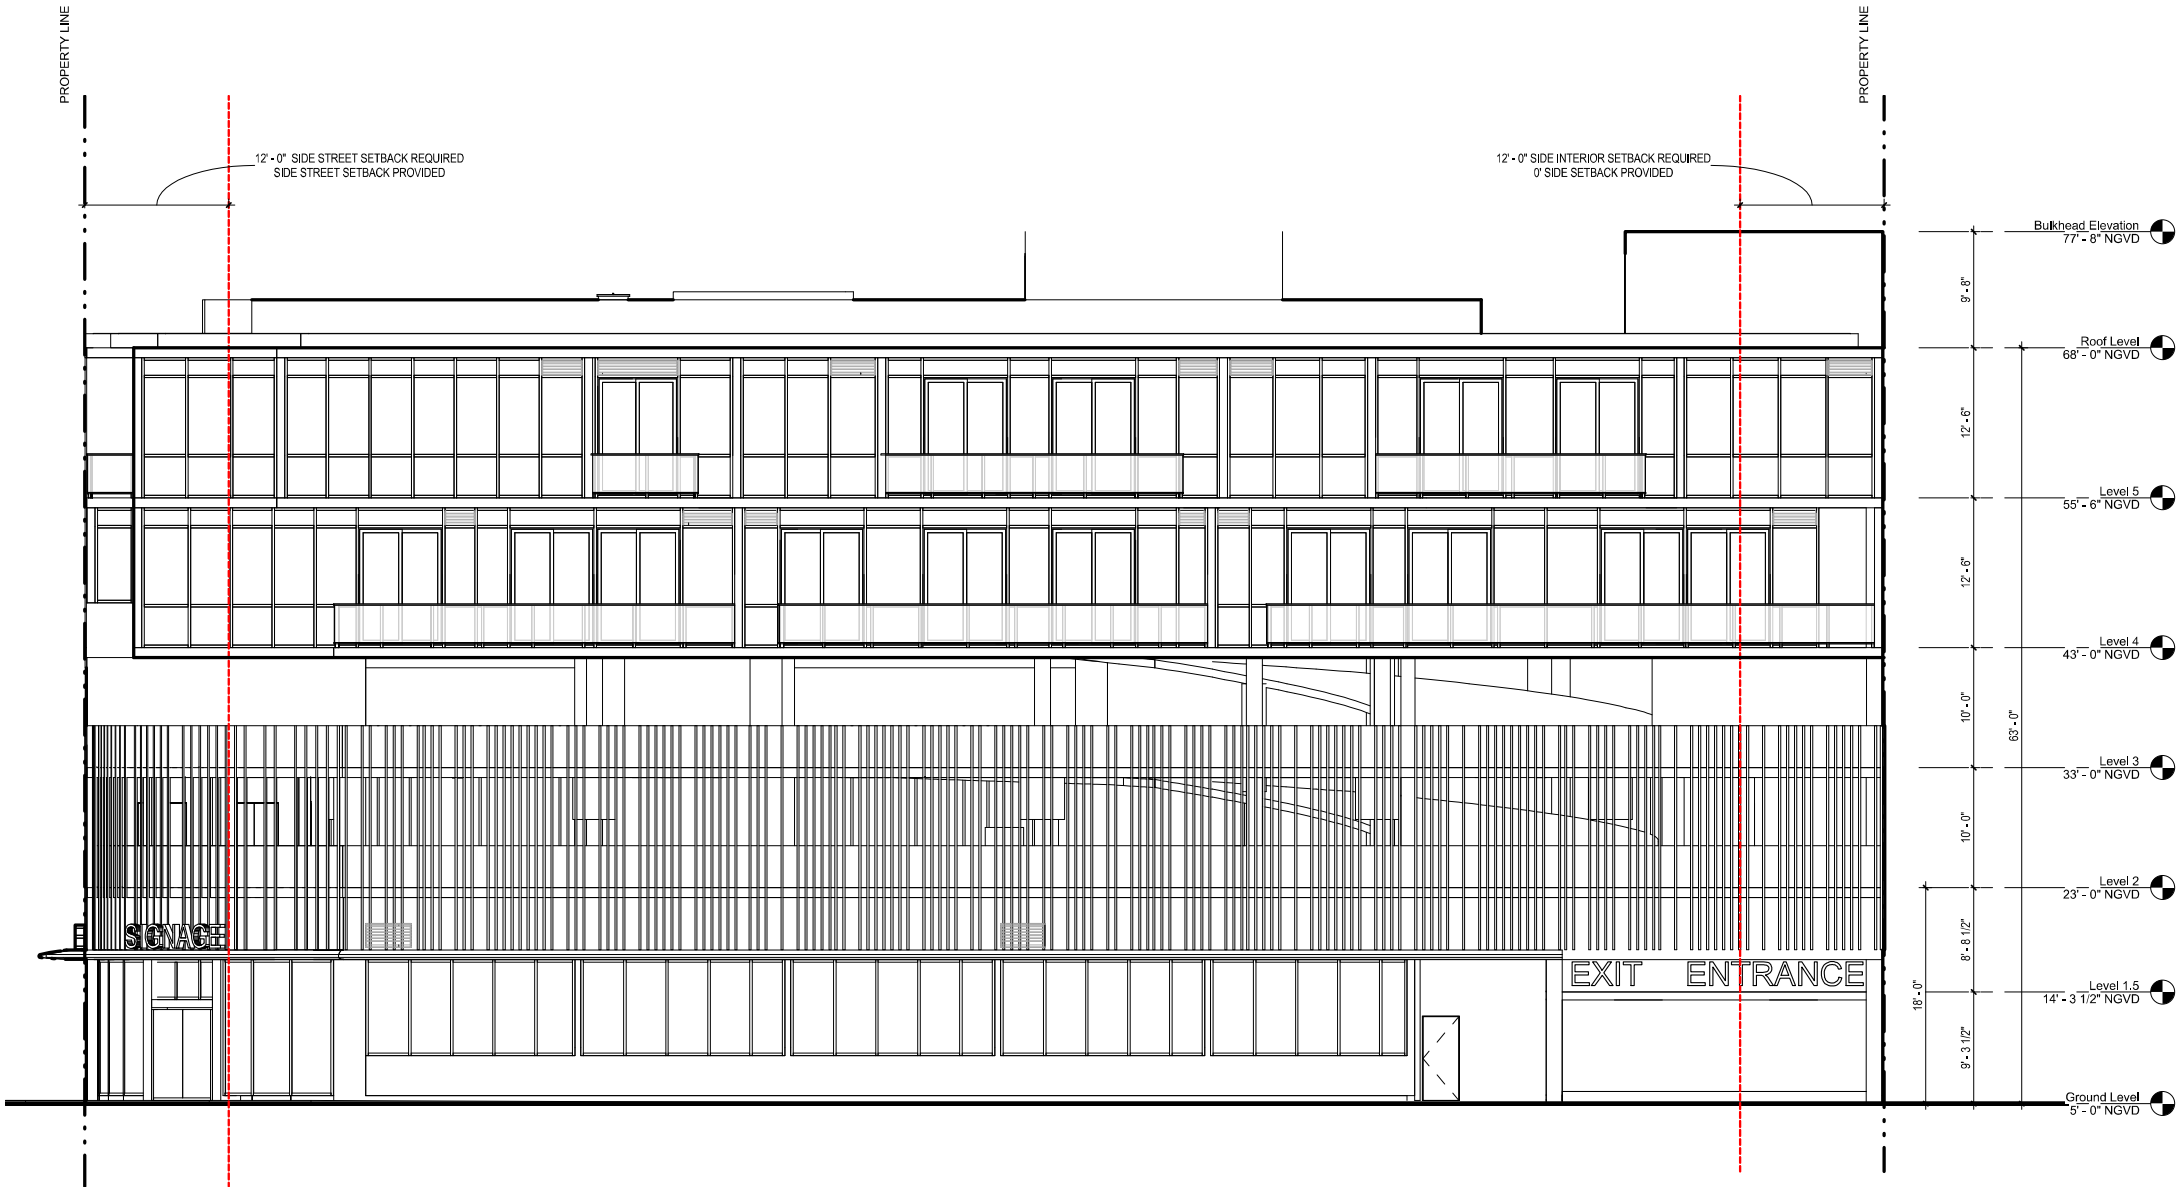 PROPERTY LINE
PROPERTY LINE
12' - 0" SIDE STREET SETBACK REQUIRED
SIDE STREET SETBACK PROVIDED
12' - 0" SIDE INTERIOR SETBACK REQUIRED
0' SIDE SETBACK PROVIDED
Bulkhead Elevation
77' - 8" NGVD
9' - 8"
Roof Level
68' - 0" NGVD
12' - 6"
Level 5
55' - 6" NGVD
12' - 6"
Level 4
43' - 0" NGVD
10' - 0"
63' - 0"
Level 3
33' - 0" NGVD
10' - 0"
Level 2
23' - 0" NGVD
SIGNAGE
8' - 8 1/2"
EXIT ENTRANCE
Level 1.5
14' - 3 1/2" NGVD
18' - 0"
9' - 3 1/2"
Ground Level
5' - 0" NGVD